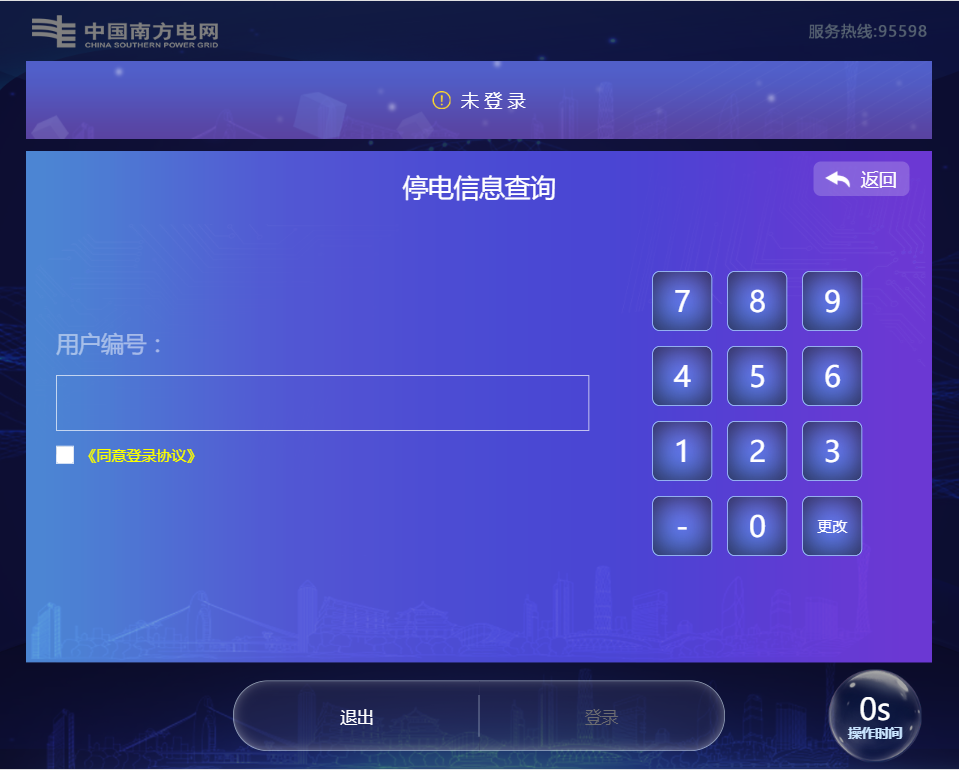 中国南方电网
CHINA SOUTHERN POWER GRID
服务热线:95598
未登录
停电信息查询
返回
7 8 9
用户编号：
4 5 6
《同意登录协议》
1 2 3
- 0 更改
退出
登录
0s
操作时间